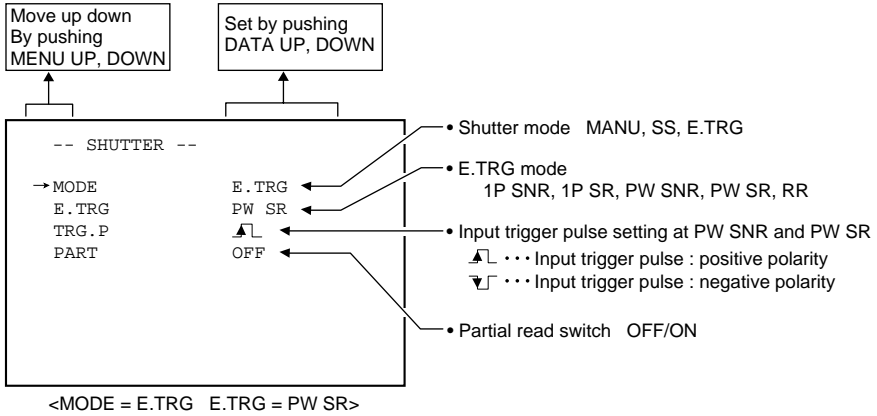 Move up down
By pushing
MENU UP, DOWN
Set by pushing
DATA UP, DOWN
-- SHUTTER --
→MODE E.TRG
E.TRG PW SR
TRG.P
PART OFF
• Shutter mode MANU, SS, E.TRG
• E.TRG mode
1P SNR, 1P SR, PW SNR, PW SR, RR
• Input trigger pulse setting at PW SNR and PW SR
··· Input trigger pulse : positive polarity
··· Input trigger pulse : negative polarity
• Partial read switch OFF/ON
<MODE = E.TRG E.TRG = PW SR>